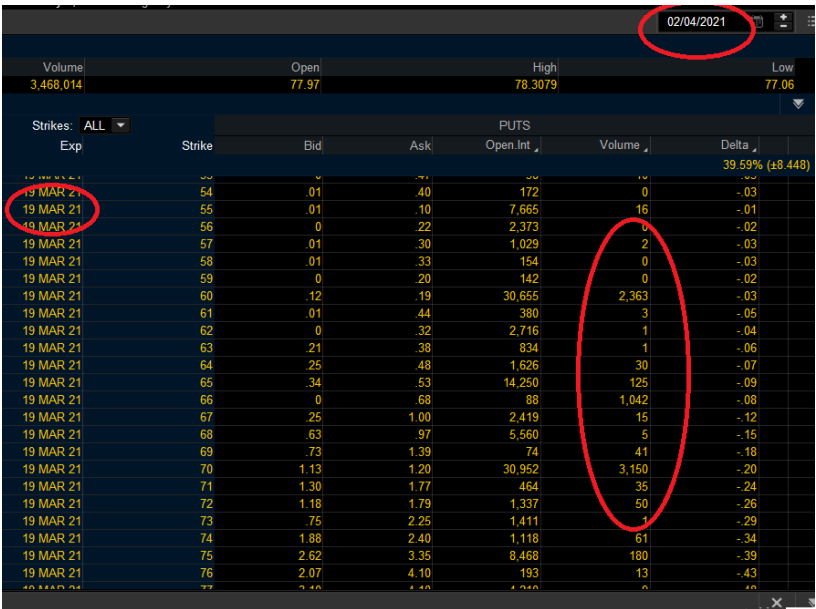 02/04/2021
Volume Open High Low
3,468,014 77.97 78.3079 77.06
Strikes: ALL PUTS
Exp Strike Bid Ask Open.Int Volume Delta
39.59% (±8.448)
19 MAR 21 54 .01 .40 172 0 -.03
19 MAR 21 55 .01 .10 7,665 16 -.01
19 MAR 21 56 0 .22 2,373 0 -.02
19 MAR 21 57 .01 .30 1,029 2 -.03
19 MAR 21 58 .01 .33 154 0 -.03
19 MAR 21 59 0 .20 142 0 -.02
19 MAR 21 60 .12 .19 30,655 2,363 -.03
19 MAR 21 61 .01 .44 380 3 -.05
19 MAR 21 62 0 .32 2,716 1 -.04
19 MAR 21 63 .21 .38 834 1 -.06
19 MAR 21 64 .25 .48 1,626 30 -.07
19 MAR 21 65 .34 .53 14,250 125 -.09
19 MAR 21 66 0 .68 88 1,042 -.08
19 MAR 21 67 .25 1.00 2,419 15 -.12
19 MAR 21 68 .63 .97 5,560 5 -.15
19 MAR 21 69 .73 1.39 74 41 -.18
19 MAR 21 70 1.13 1.20 30,952 3,150 -.20
19 MAR 21 71 1.30 1.77 464 35 -.24
19 MAR 21 72 1.18 1.79 1,337 50 -.26
19 MAR 21 73 .75 2.25 1,411 1 -.29
19 MAR 21 74 1.88 2.40 1,118 61 -.34
19 MAR 21 75 2.62 3.35 8,468 180 -.39
19 MAR 21 76 2.07 4.10 193 13 -.43